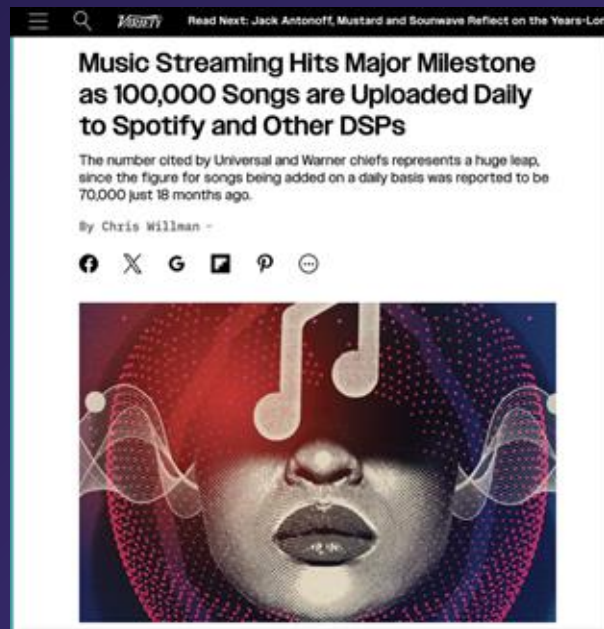 VARIETY Read Next: Jack Antonoff, Mustard and Sounwave Reflect on the Years-Lon
Music Streaming Hits Major Milestone
as 100,000 Songs are Uploaded Daily
to Spotify and Other DSPs
The number cited by Universal and Warner chiefs represents a huge leap,
since the figure for songs being added on a daily basis was reported to be
70,000 just 18 months ago.
By Chris Willman -